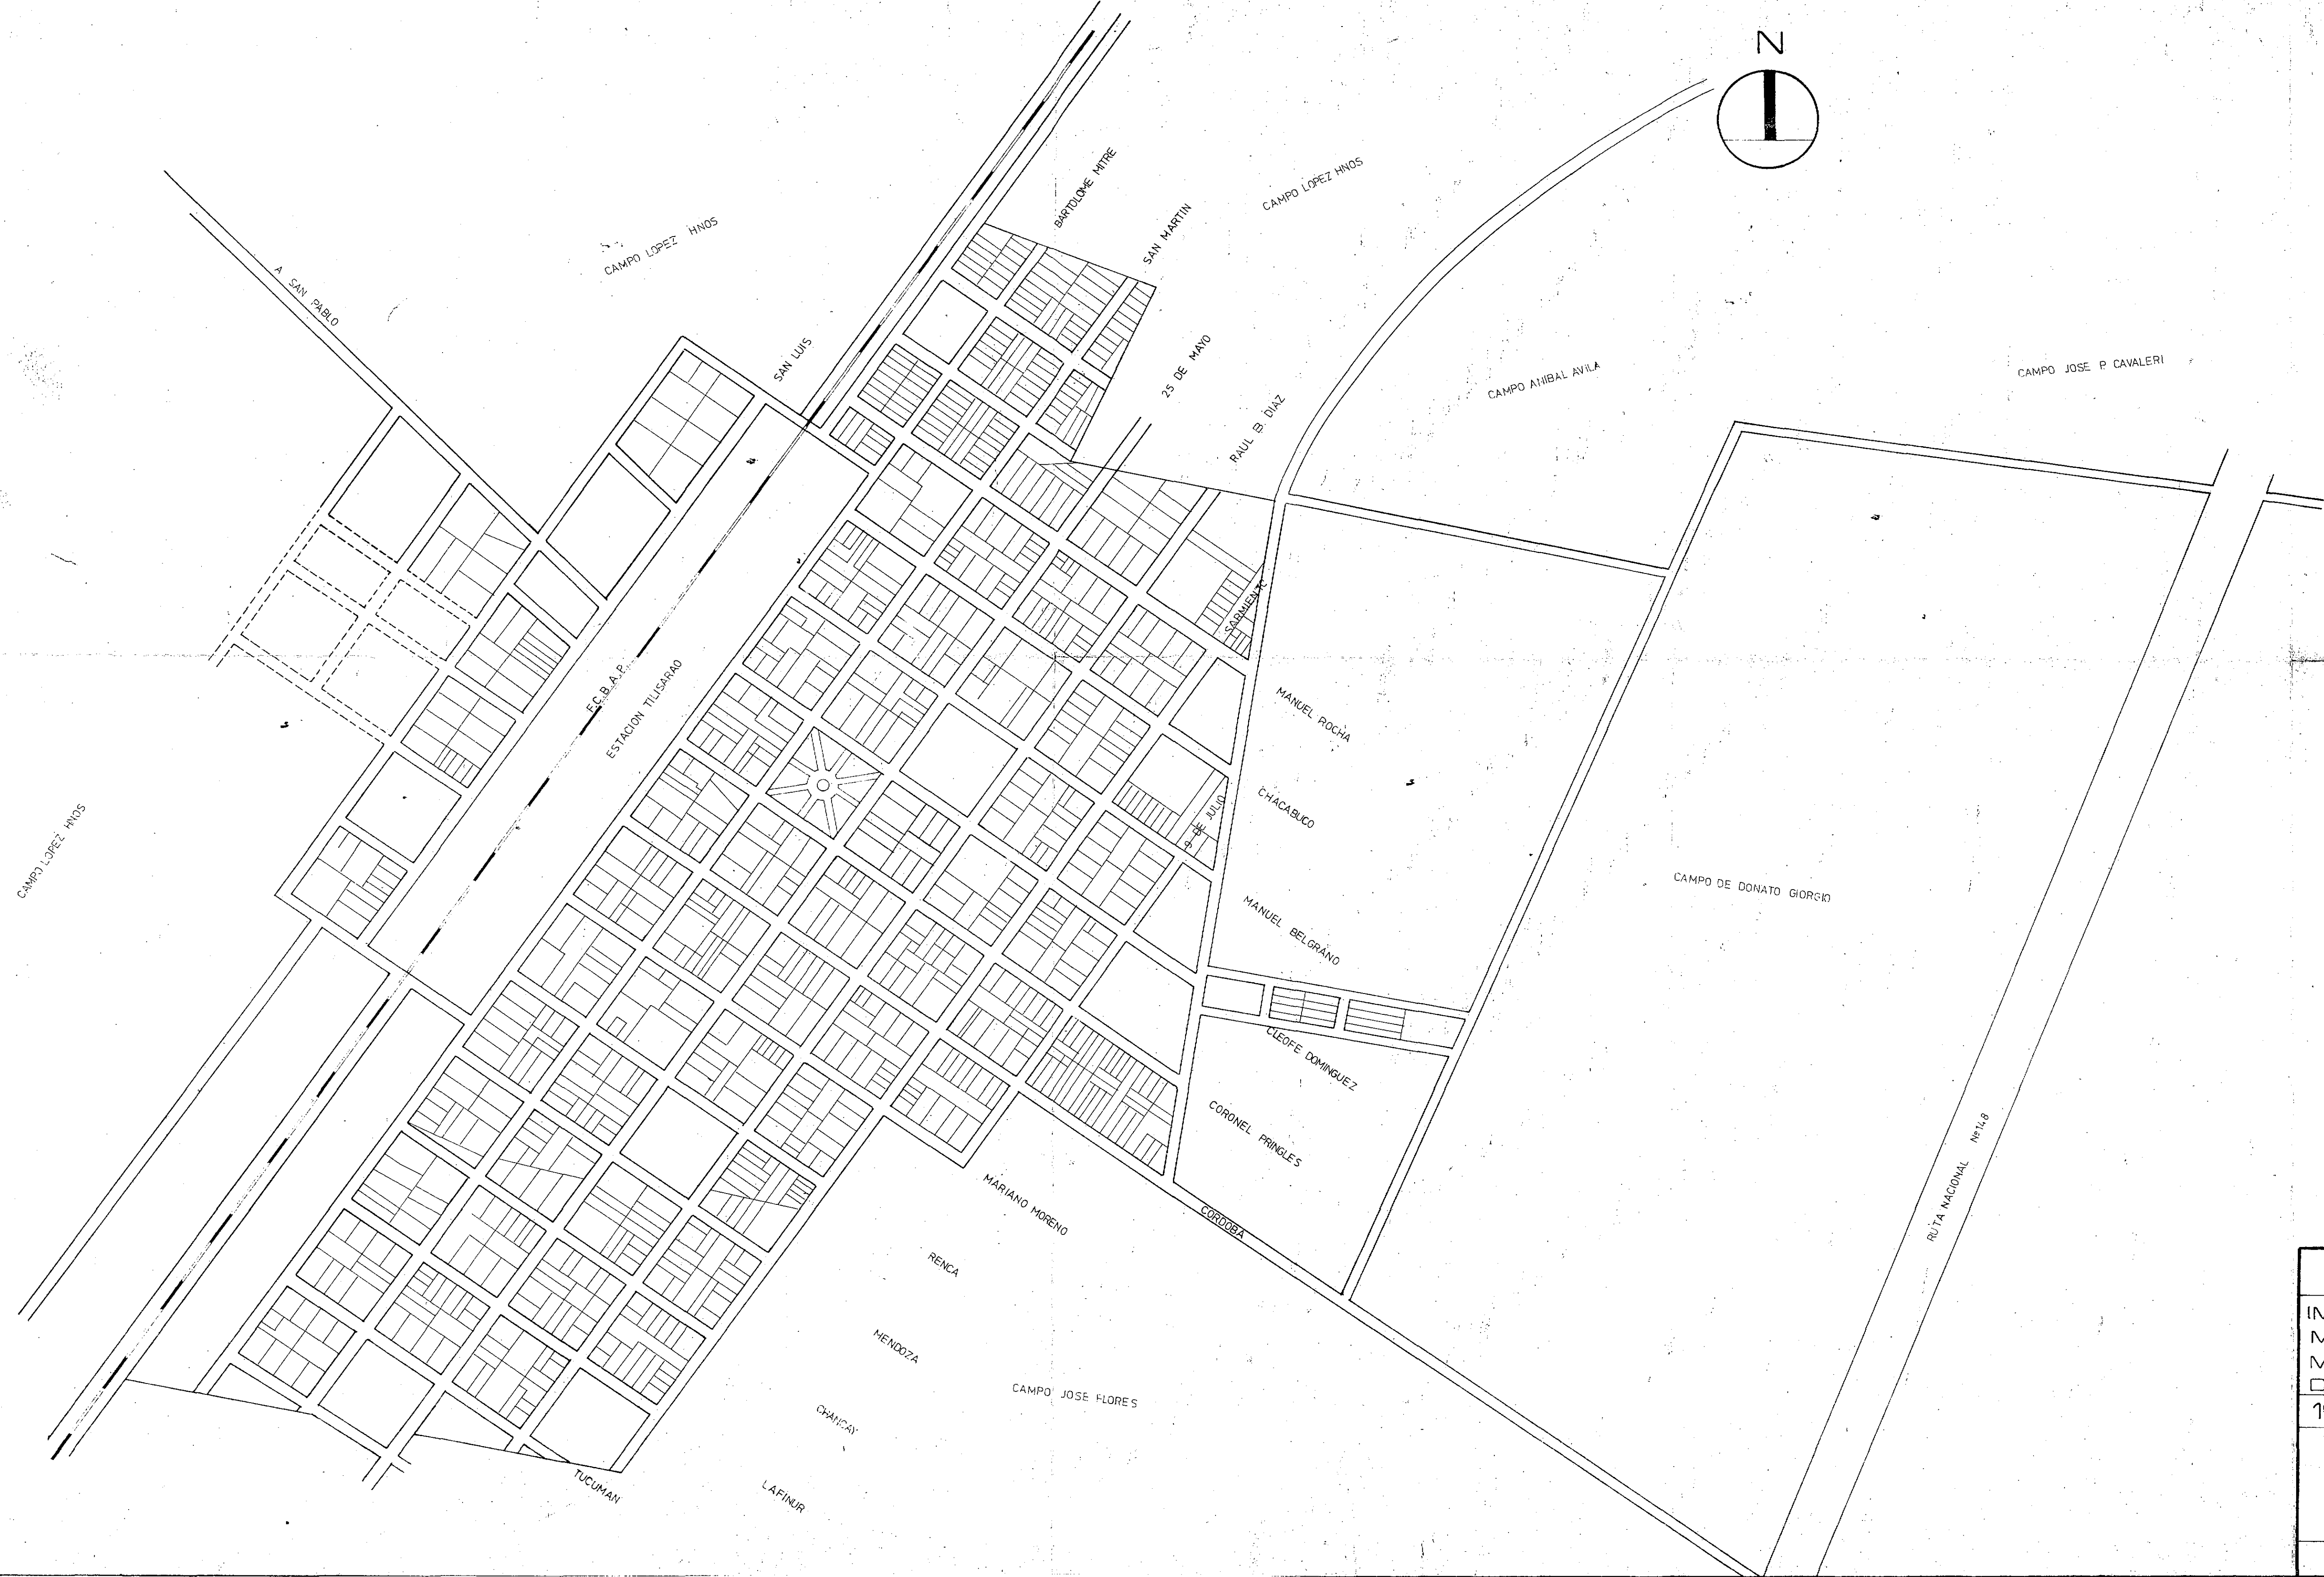 N
BARTOLOME MITRE
SAN MARTIN
CAMPO LOPEZ HNOS
CAMPO LOPEZ HNOS
A SAN PABLO
SAN LUIS
25 DE MAYO
RAUL B. DIAZ
CAMPO ANIBAL AVILA
CAMPO JOSE P. CAVALERI
SARMIENTO
F.C.B.A.P.
ESTACION TILISARAO
MANUEL ROCHA
CHACABUCO
9 DE JULIO
CAMPO LOPEZ HNOS
CAMPO DE DONATO GIORGIO
MANUEL BELGRANO
CLEOFE DOMINGUEZ
CORONEL PRINGLES
RUTA NACIONAL Nº148
MARIANO MORENO
CORDOBA
RENCA
MENDOZA
CAMPO JOSE FLORES
CHANCAY
TUCUMAN
LAFINUR